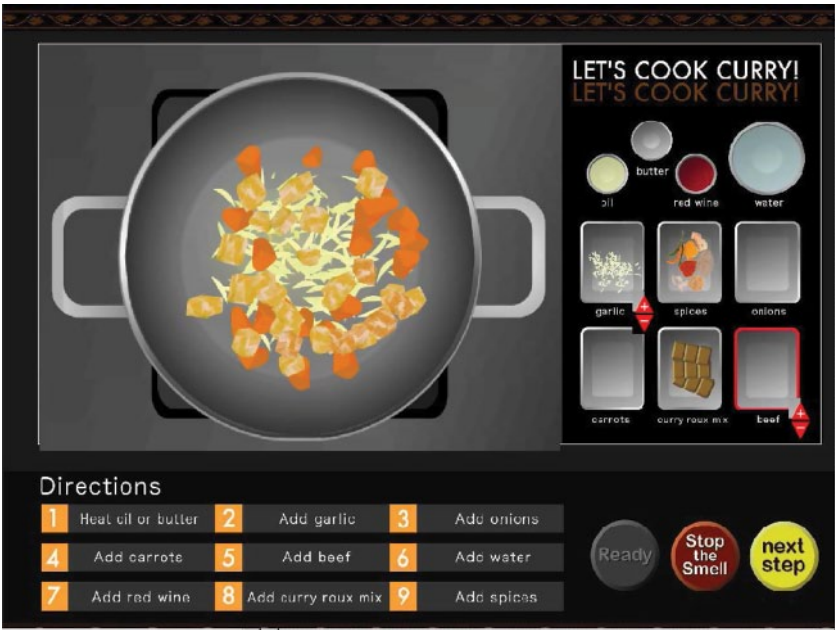 LET'S COOK CURRY!
LET'S COOK CURRY!
butter
oil
red wine
water
garlic
spices
onions
+
−
carrots
curry roux mix
beef
+
−
Directions
1 Heat oil or butter 2 Add garlic 3 Add onions
4 Add carrots 5 Add beef 6 Add water
7 Add red wine 8 Add curry roux mix 9 Add spices
Ready
Stop
the
Smell
next
step